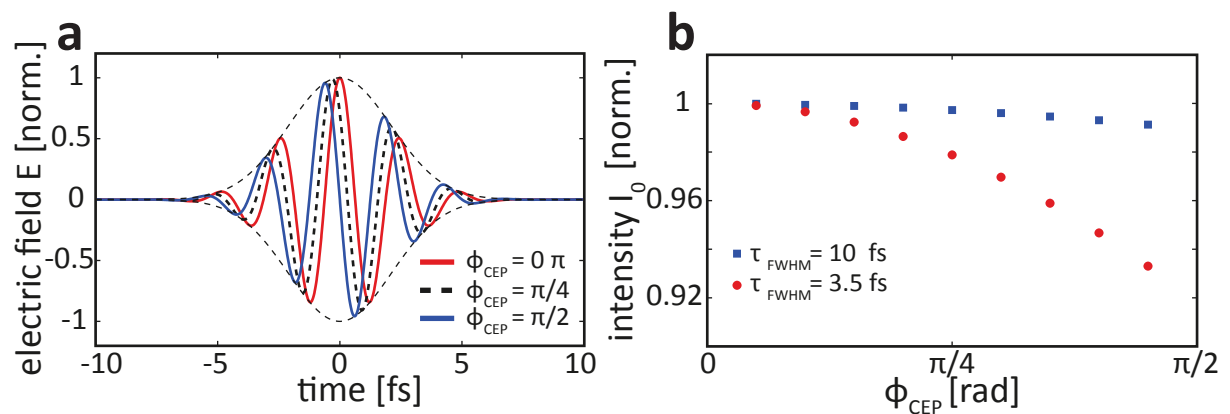 a
electric field E [norm.]
1
0.5
0
-0.5
-1
ϕCEP = 0 π
ϕCEP = π/4
ϕCEP = π/2
-10
-5
0
5
10
time [fs]
b
intensity I_0 [norm.]
1
0.96
0.92
τ FWHM = 10 fs
τ FWHM = 3.5 fs
0
π/4
π/2
ϕCEP [rad]